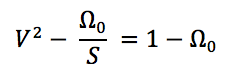 V² − Ω₀/S = 1 − Ω₀